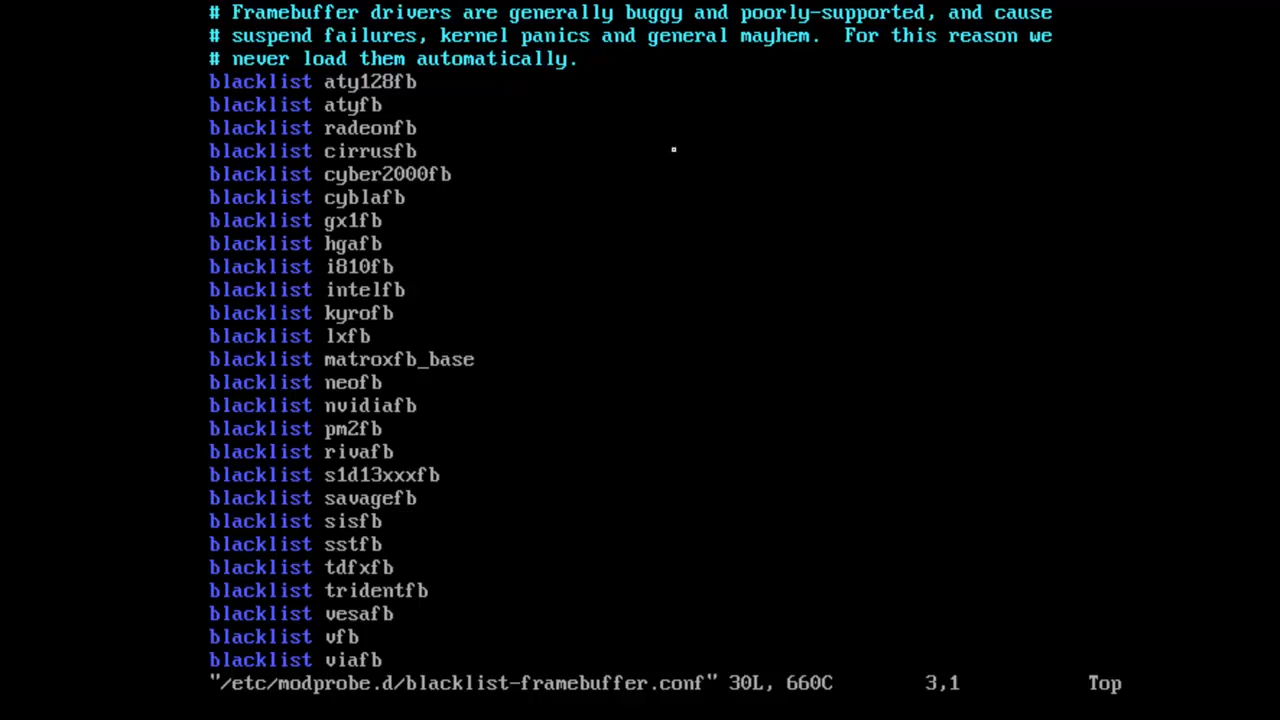 # Framebuffer drivers are generally buggy and poorly-supported, and cause
# suspend failures, kernel panics and general mayhem.  For this reason we
# never load them automatically.
blacklist aty128fb
blacklist atyfb
blacklist radeonfb
blacklist cirrusfb
blacklist cyber2000fb
blacklist cyblafb
blacklist gx1fb
blacklist hgafb
blacklist i810fb
blacklist intelfb
blacklist kyrofb
blacklist lxfb
blacklist matroxfb_base
blacklist neofb
blacklist nvidiafb
blacklist pm2fb
blacklist rivafb
blacklist s1d13xxxfb
blacklist savagefb
blacklist sisfb
blacklist sstfb
blacklist tdfxfb
blacklist tridentfb
blacklist vesafb
blacklist vfb
blacklist viafb
"/etc/modprobe.d/blacklist-framebuffer.conf" 30L, 660C 3,1 Top